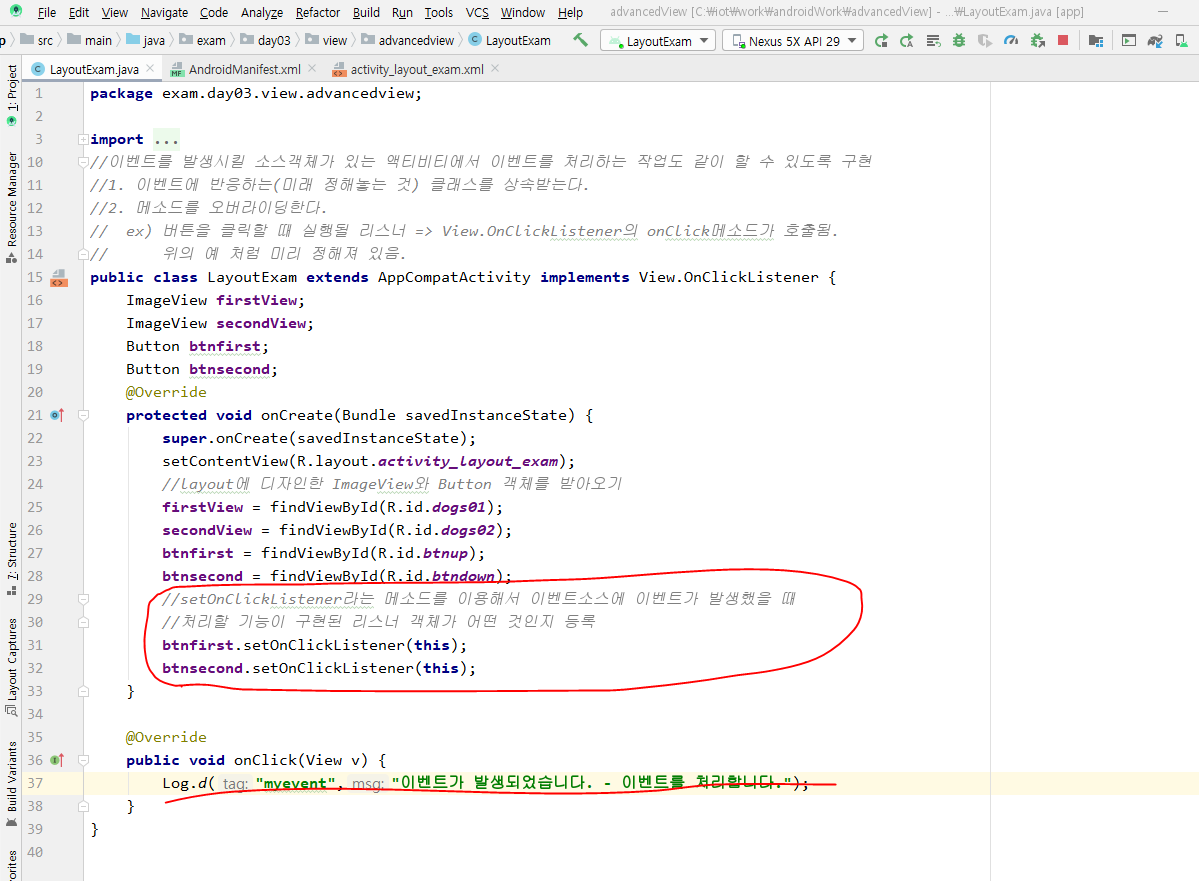 File Edit View Navigate Code Analyze Refactor Build Run Tools VCS Window Help advancedView [C:₩iot₩work₩androidWork₩advancedView] - ...₩LayoutExam.java [app]
p src main java exam day03 view advancedview LayoutExam LayoutExam Nexus 5X API 29
LayoutExam.java AndroidManifest.xml activity_layout_exam.xml
1: Project
Resource Manager
7: Structure
Layout Captures
Build Variants
orites
1 package exam.day03.view.advancedview;
2
3 import ...
10 //이벤트를 발생시킬 소스객체가 있는 액티비티에서 이벤트를 처리하는 작업도 같이 할 수 있도록 구현
11 //1. 이벤트에 반응하는(미래 정해놓는 것) 클래스를 상속받는다.
12 //2. 메소드를 오버라이딩한다.
13 // ex) 버튼을 클릭할 때 실행될 리스너 => View.OnClickListener의 onClick메소드가 호출됨.
14 // 위의 예 처럼 미리 정해져 있음.
15 public class LayoutExam extends AppCompatActivity implements View.OnClickListener {
16 ImageView firstView;
17 ImageView secondView;
18 Button btnfirst;
19 Button btnsecond;
20 @Override
21 protected void onCreate(Bundle savedInstanceState) {
22 super.onCreate(savedInstanceState);
23 setContentView(R.layout.activity_layout_exam);
24 //layout에 디자인한 ImageView와 Button 객체를 받아오기
25 firstView = findViewById(R.id.dogs01);
26 secondView = findViewById(R.id.dogs02);
27 btnfirst = findViewById(R.id.btnup);
28 btnsecond = findViewById(R.id.btndown);
29 //setOnClickListener라는 메소드를 이용해서 이벤트소스에 이벤트가 발생했을 때
30 //처리할 기능이 구현된 리스너 객체가 어떤 것인지 등록
31 btnfirst.setOnClickListener(this);
32 btnsecond.setOnClickListener(this);
33 }
34
35 @Override
36 public void onClick(View v) {
37 Log.d( tag: "myevent", msg: "이벤트가 발생되었습니다. - 이벤트를 처리합니다.");
38 }
39 }
40